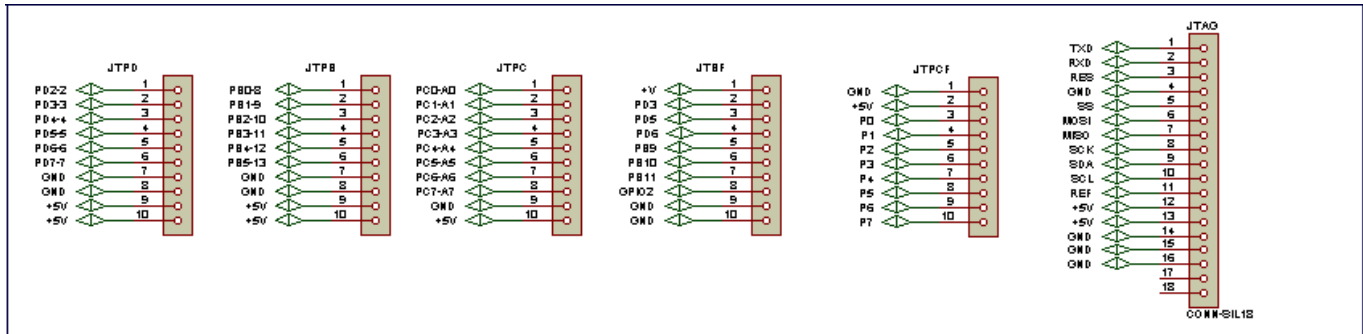 JTPD
PD2-2 1
PD3-3 2
PD4-4 3
PD5-5 4
PD6-6 5
PD7-7 6
GND 7
GND 8
+5V 9
+5V 10
JTPB
PB0-8 1
PB1-9 2
PB2-10 3
PB3-11 4
PB4-12 5
PB5-13 6
GND 7
GND 8
+5V 9
+5V 10
JTPC
PC0-A0 1
PC1-A1 2
PC2-A2 3
PC3-A3 4
PC4-A4 5
PC5-A5 6
PC6-A6 7
PC7-A7 8
GND 9
+5V 10
JTBF
+V 1
PD3 2
PD5 3
PD6 4
PB9 5
PB10 6
PB11 7
GPIO2 8
GND 9
GND 10
JTPCF
GND 1
+5V 2
P0 3
P1 4
P2 5
P3 6
P4 7
P5 8
P6 9
P7 10
JTAG
TXD 1
RXD 2
RES 3
GND 4
SS 5
MOSI 6
MISO 7
SCK 8
SDA 9
SCL 10
REF 11
+5V 12
+5V 13
GND 14
GND 15
GND 16
17
18
CONN-SIL18